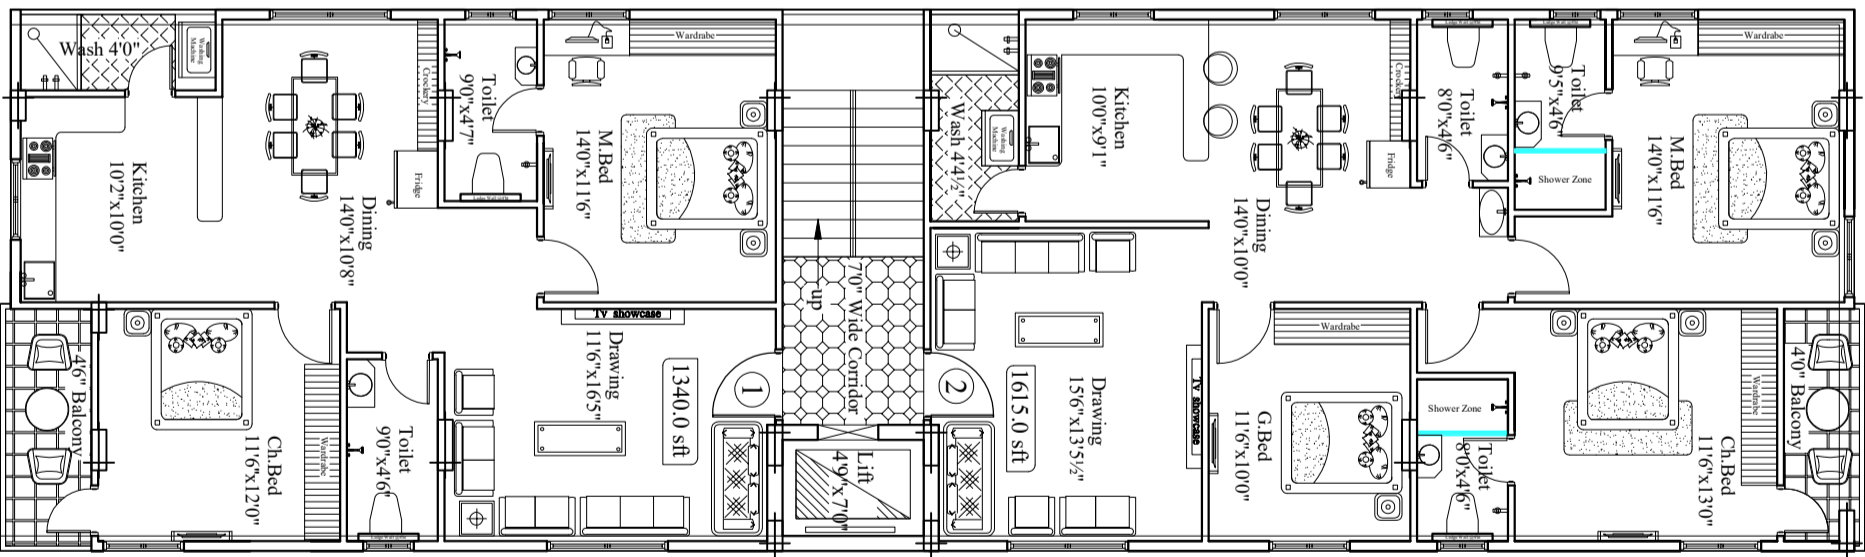 Wash 4'0"
Washing
Machine
Kitchen
10'2"x10'0"
Dining
14'0"x10'8"
Crockery
Fridge
Toilet
9'0"x4'7"
Wardrabe
M.Bed
14'0"x11'6"
4'6" Balcony
Ch.Bed
11'6"x12'0"
Wardrabe
Toilet
9'0"x4'6"
Tv showcase
Drawing
11'6"x16'5"
1340.0 sft
1
up
7'0" Wide Corridor
Lift
4'9"x7'0"
2
1615.0 sft
Wash 4'4½"
Washing
Machine
Kitchen
10'0"x9'1"
Dining
14'0"x10'0"
Crockery
Fridge
Toilet
8'0"x4'6"
Toilet
9'5"x4'6"
Shower Zone
Wardrabe
M.Bed
14'0"x11'6"
Drawing
15'6"x13'5½"
Tv showcase
Wardrabe
G.Bed
11'6"x10'0"
Shower Zone
Toilet
8'0"x4'6"
Ch.Bed
11'6"x13'0"
Wardrabe
4'0" Balcony